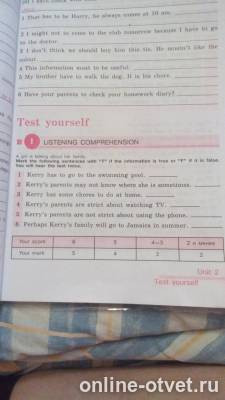 1 That has to be Harry, he always comes at 10 am.
2 I might not to come to the club tomorrow because I have to go
to the doctor.
3 I don't think we should buy him this tie. He mustn't like the
colour.
4 This information must to be useful.
5 My brother have to walk the dog. It is his chore.
6 Have your parents to check your homework diary?
Test yourself
I LISTENING COMPREHENSION
A girl is talking about her family.
Mark the following sentences with "T" if the information is true or "F" if it is false.
You will hear the text twice.
1 Kerry has to go to the swimming pool.
2 Kerry's parents may not know where she is sometimes.
3 Kerry has some chores to do at home.
4 Kerry's parents are strict about watching TV.
5 Kerry's parents are not strict about using the phone.
6 Perhaps Kerry's family will go to Jamaica in summer.
Your score 6 5 4—3 2 и менее
Your mark 5 4 3 2
Unit 2
Test yourself
online-otvet.ru